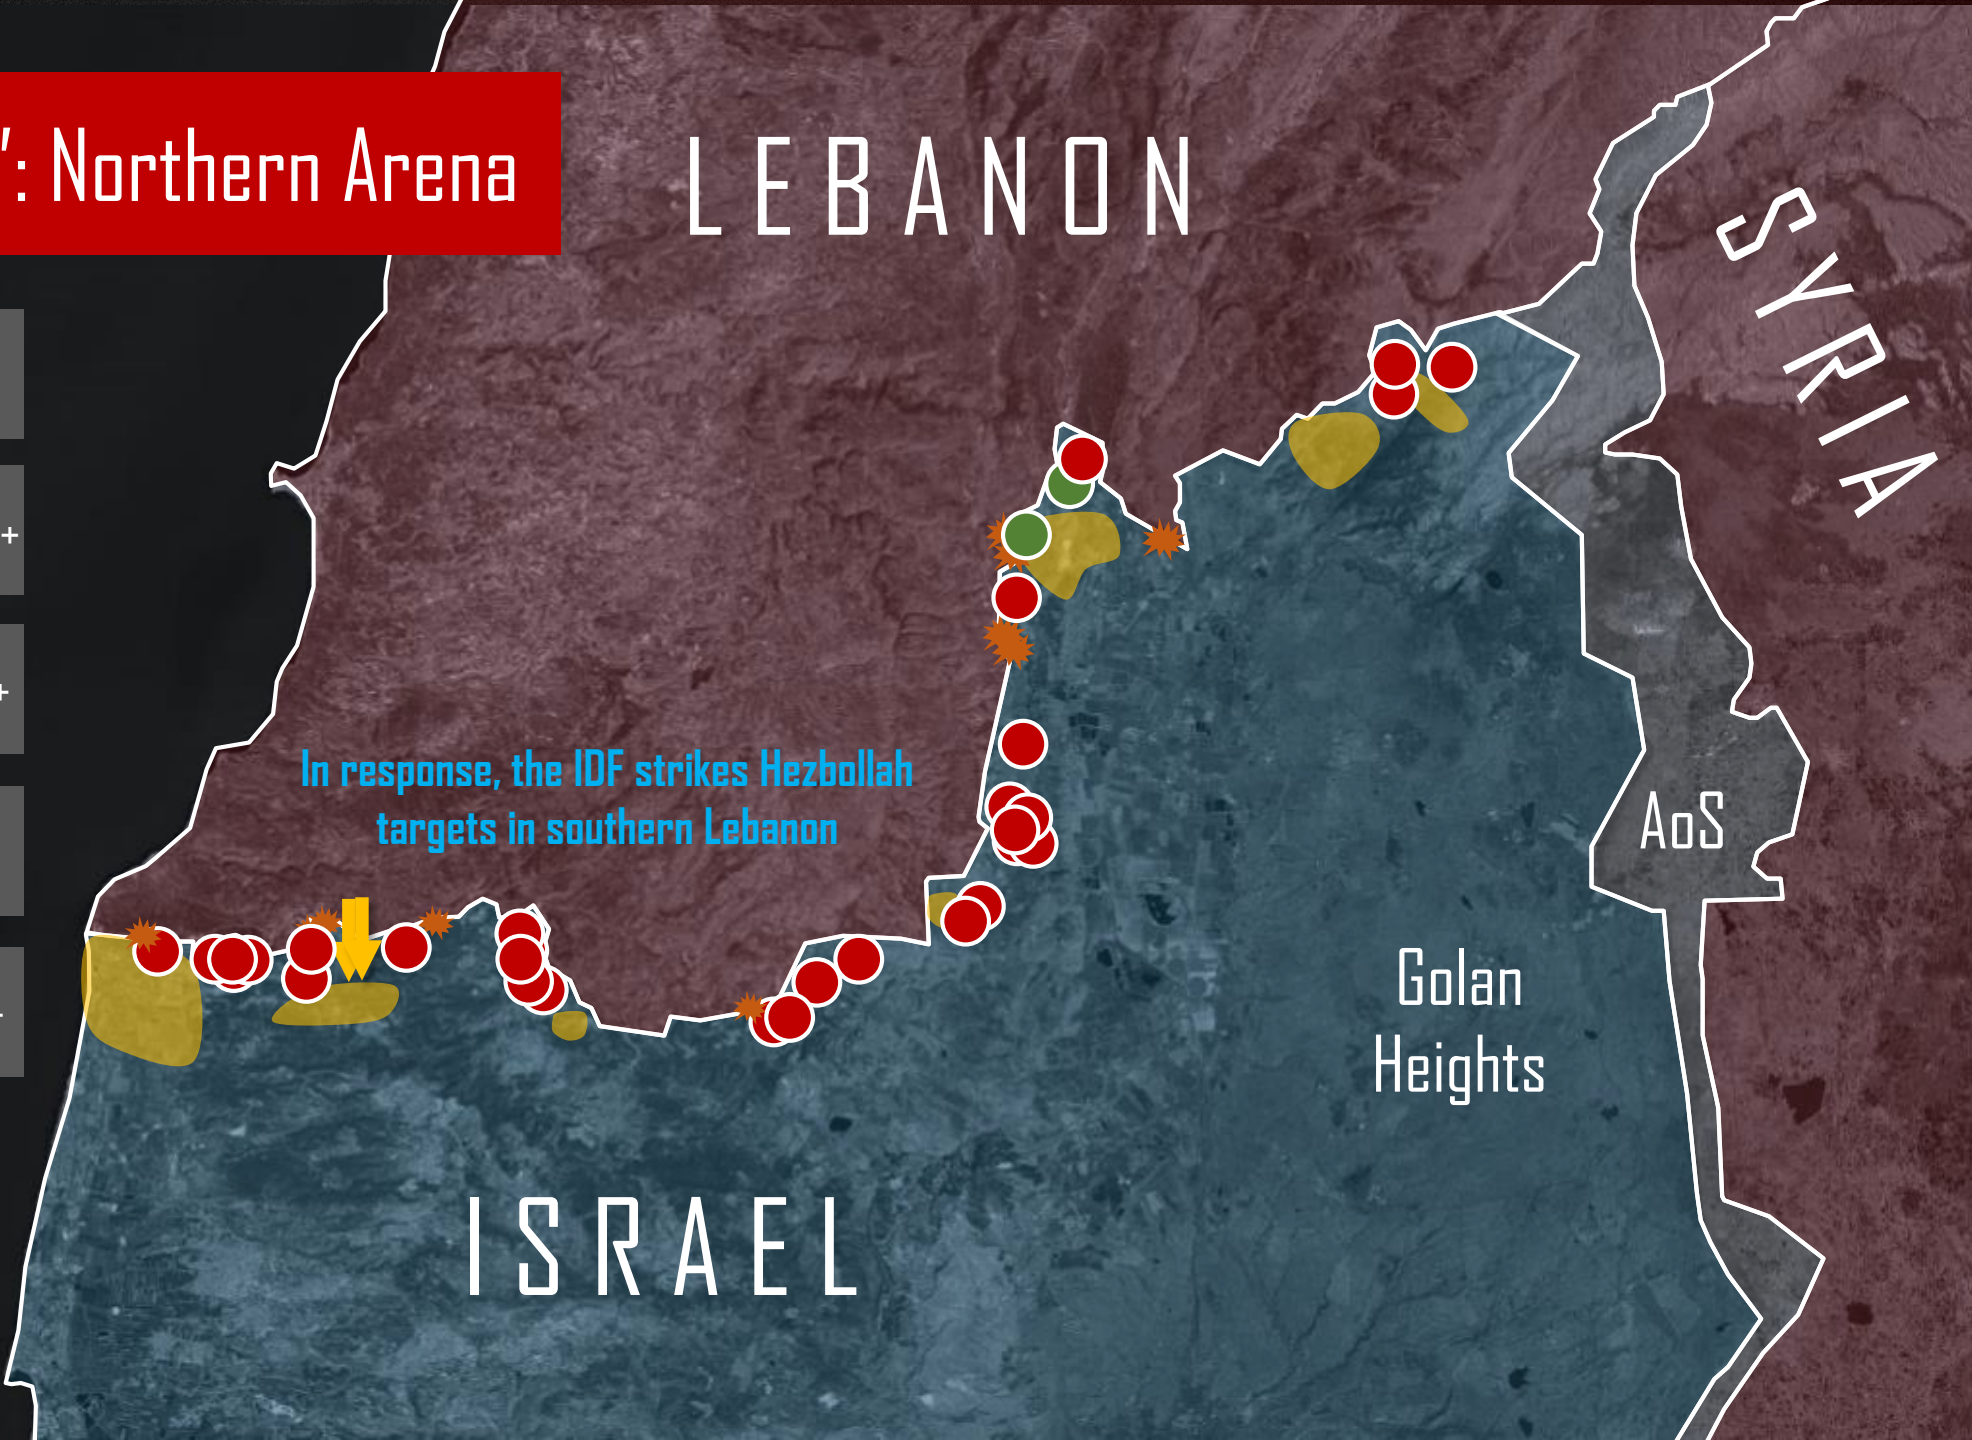 ': Northern Arena
LEBANON
SYRIA
+
+
In response, the IDF strikes Hezbollah
targets in southern Lebanon
AoS
Golan
Heights
ISRAEL